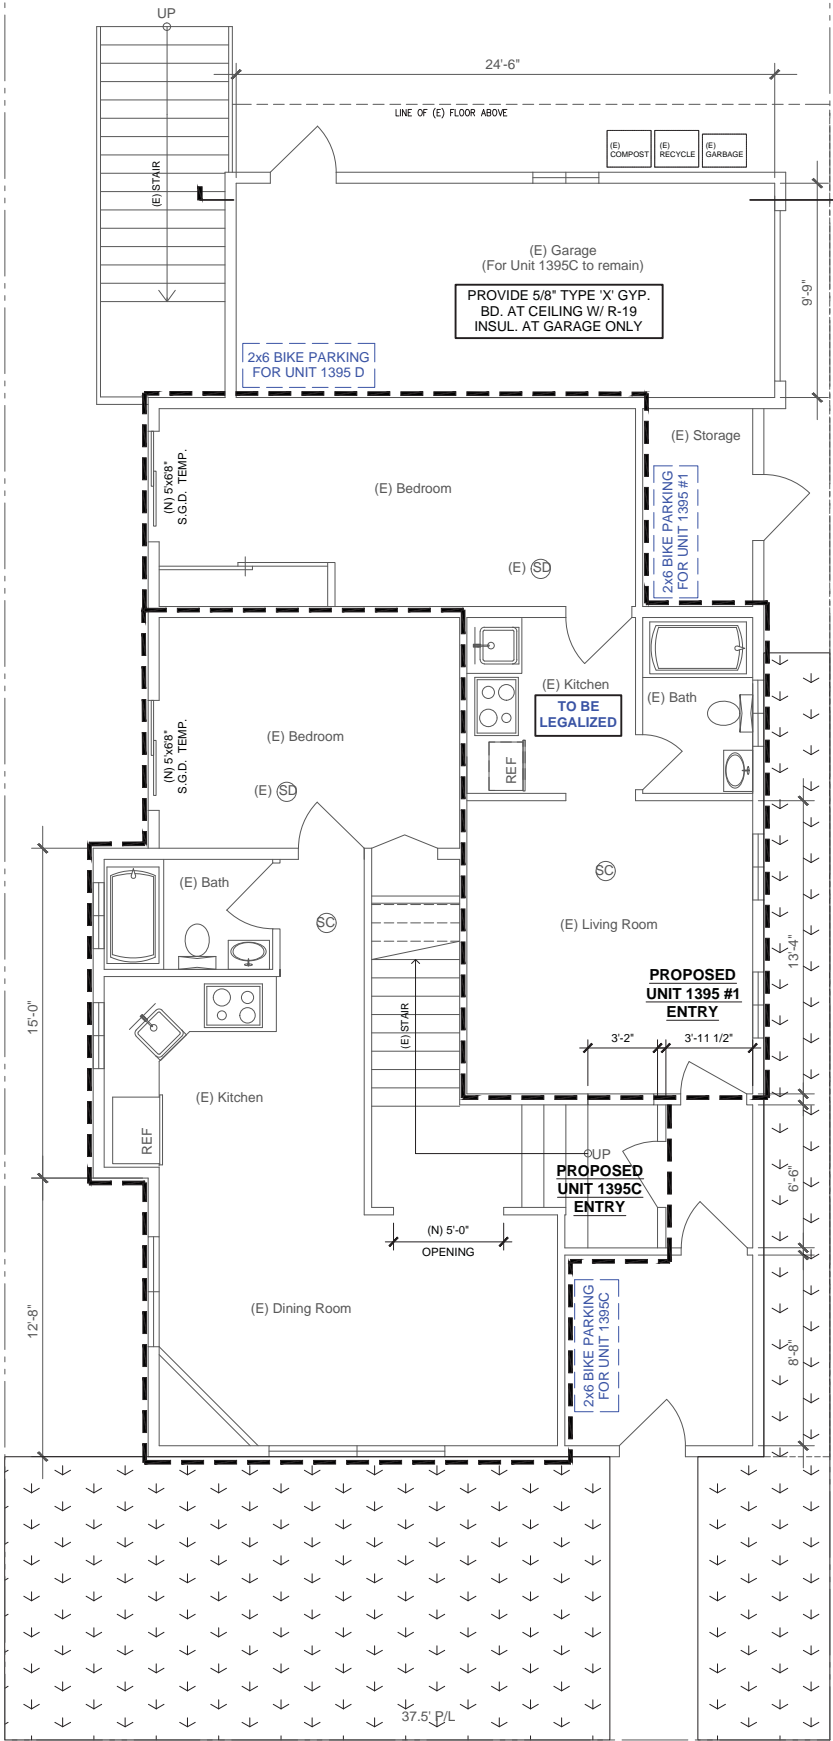 UP
24'-6"
LINE OF (E) FLOOR ABOVE
(E)
COMPOST
(E)
RECYCLE
(E)
GARBAGE
(E) STAIR
(E) Garage
(For Unit 1395C to remain)
PROVIDE 5/8" TYPE 'X' GYP.
BD. AT CEILING W/ R-19
INSUL. AT GARAGE ONLY
9'-9"
2x6 BIKE PARKING
FOR UNIT 1395 D
(E) Storage
(N) 5'x6'8"
S.G.D. TEMP.
(E) Bedroom
2x6 BIKE PARKING
FOR UNIT 1395 #1
(E) SD
(E) Kitchen
TO BE
LEGALIZED
(E) Bath
REF
(E) Bedroom
(N) 5'x6'8"
S.G.D. TEMP.
(E) SD
SC
(E) Bath
SC
(E) Living Room
13'-4"
PROPOSED
UNIT 1395 #1
ENTRY
15'-0"
(E) STAIR
3'-2"
3'-11 1/2"
(E) Kitchen
REF
UP
PROPOSED
UNIT 1395C
ENTRY
6'-6"
(N) 5'-0"
OPENING
(E) Dining Room
12'-8"
2x6 BIKE PARKING
FOR UNIT 1395C
8'-8"
37.5' P/L